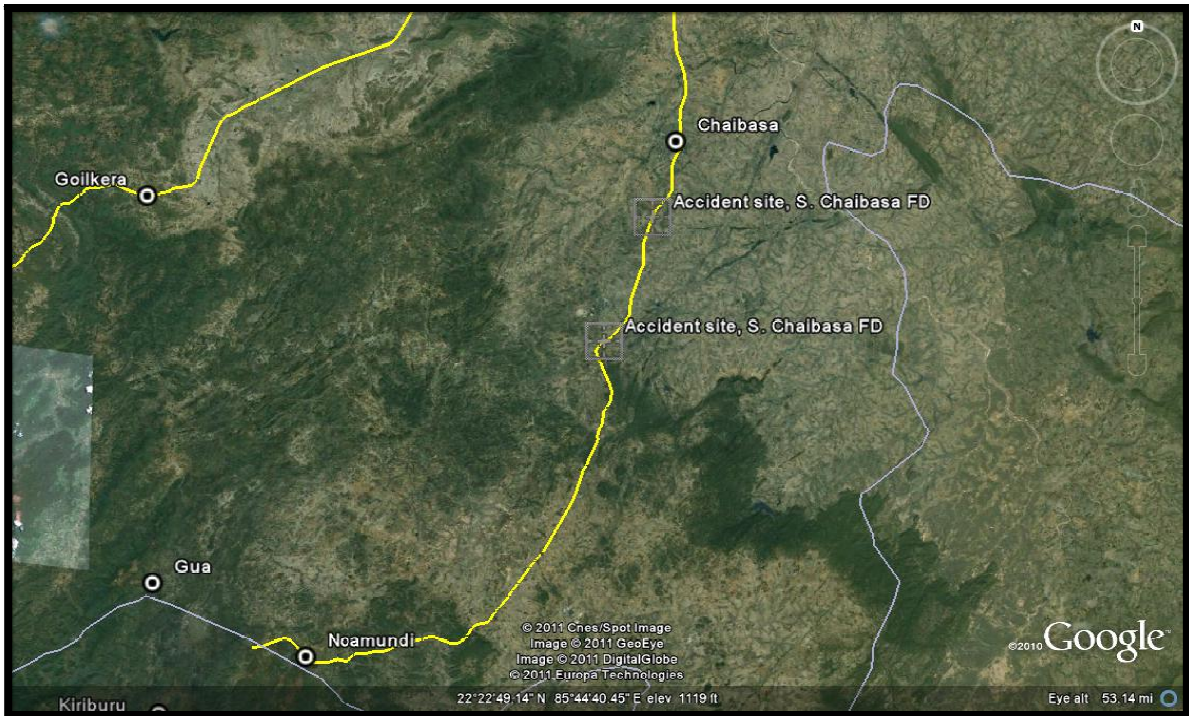 N
Chaibasa
Goilkera
Accident site, S. Chaibasa FD
Accident site, S. Chaibasa FD
Gua
Noamundi
© 2011 Cnes/Spot Image
Image © 2011 GeoEye
Image © 2011 DigitalGlobe
© 2011 Europa Technologies
©2010 Google™
Kiriburu
22°22'49.14" N 85°44'40.45" E elev 1119 ft
Eye alt 53.14 mi